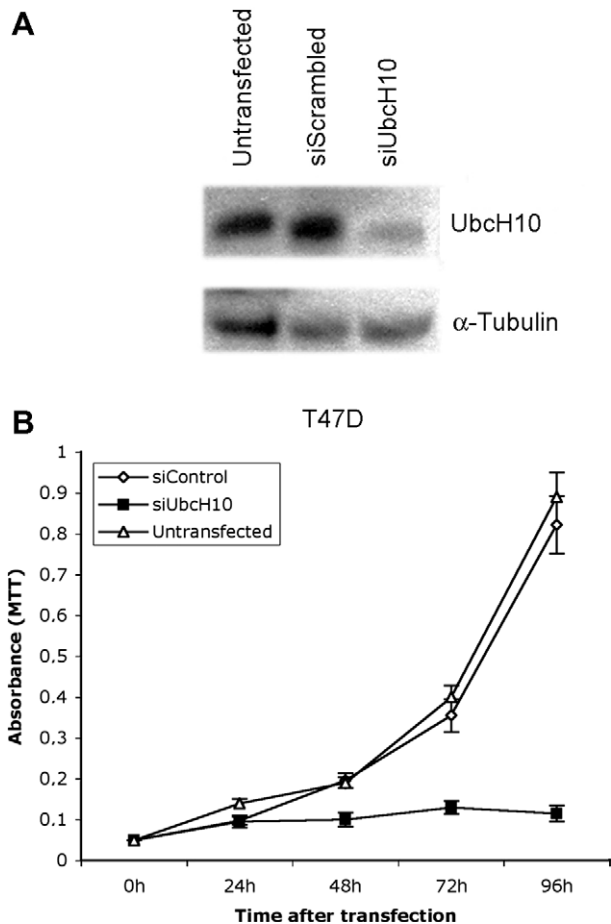 A
Untransfected
siScrambled
siUbcH10
UbcH10
α-Tubulin
B
T47D
siControl
siUbcH10
Untransfected
Absorbance (MTT)
1
0.9
0.8
0.7
0.6
0.5
0.4
0.3
0.2
0.1
0
0h
24h
48h
72h
96h
Time after transfection